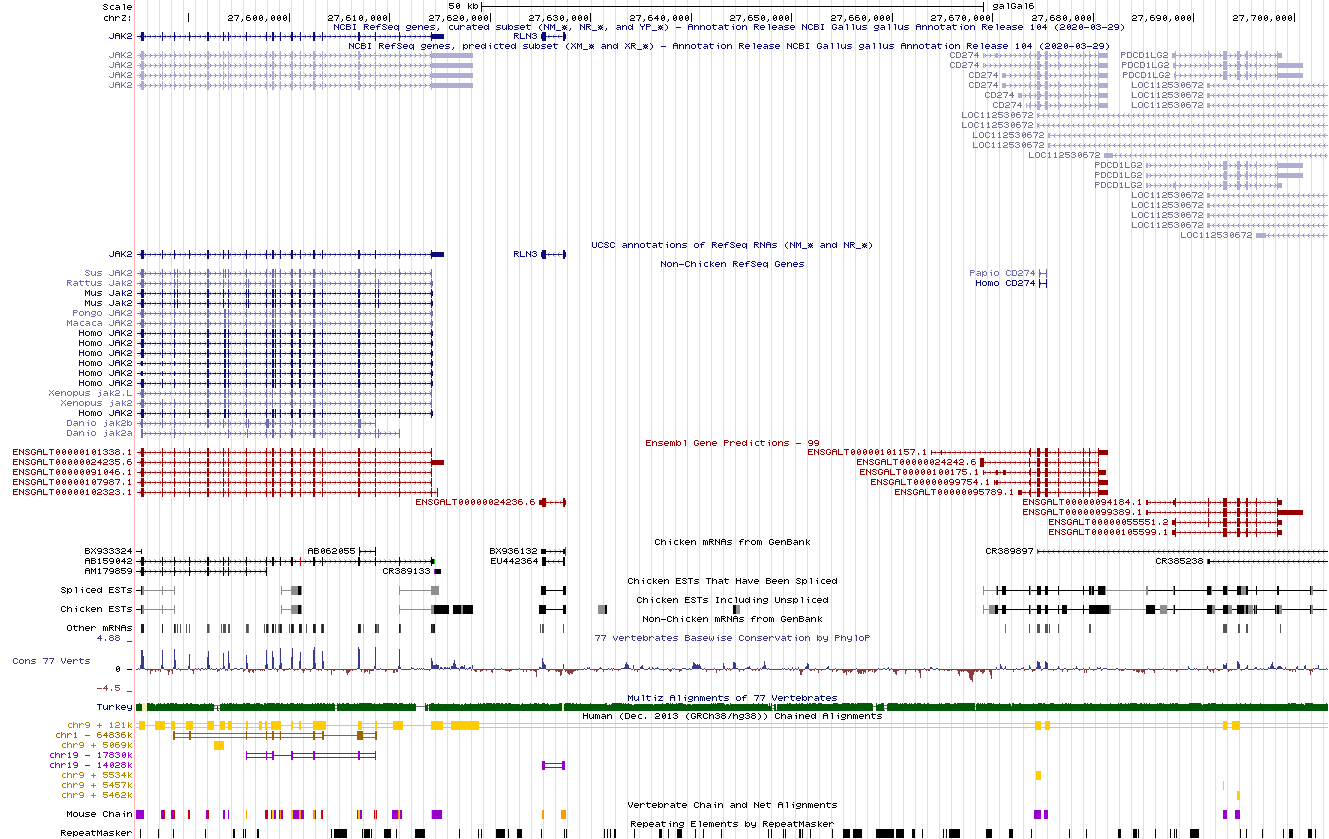 Scale 50 kb galGal6
chrZ: 27,600,000 27,610,000 27,620,000 27,630,000 27,640,000 27,650,000 27,660,000 27,670,000 27,680,000 27,690,000 27,700,000
NCBI RefSeq genes, curated subset (NM_*, NR_*, and YP_*) - Annotation Release NCBI Gallus gallus Annotation Release 104 (2020-03-29)
JAK2 RLN3
NCBI RefSeq genes, predicted subset (XM_* and XR_*) - Annotation Release NCBI Gallus gallus Annotation Release 104 (2020-03-29)
JAK2 CD274 PDCD1LG2
JAK2 CD274 PDCD1LG2
JAK2 CD274 PDCD1LG2
JAK2 CD274 LOC112530672
CD274 LOC112530672
CD274 LOC112530672
LOC112530672
LOC112530672
LOC112530672
LOC112530672
LOC112530672
PDCD1LG2
PDCD1LG2
PDCD1LG2
LOC112530672
LOC112530672
LOC112530672
LOC112530672
LOC112530672
UCSC annotations of RefSeq RNAs (NM_* and NR_*)
JAK2 RLN3
Non-Chicken RefSeq Genes
Sus JAK2 Papio CD274
Rattus Jak2 Homo CD274
Mus Jak2
Mus Jak2
Pongo JAK2
Macaca JAK2
Homo JAK2
Homo JAK2
Homo JAK2
Homo JAK2
Homo JAK2
Homo JAK2
Xenopus jak2.L
Xenopus jak2
Homo JAK2
Danio jak2b
Danio jak2a
Ensembl Gene Predictions - 99
ENSGALT00000101338.1 ENSGALT00000101157.1
ENSGALT00000024235.6 ENSGALT00000024242.6
ENSGALT00000091046.1 ENSGALT00000100175.1
ENSGALT00000107987.1 ENSGALT00000099754.1
ENSGALT00000102323.1 ENSGALT00000095789.1
ENSGALT00000024236.6 ENSGALT00000094184.1
ENSGALT00000099389.1
ENSGALT00000055551.2
ENSGALT00000105599.1
Chicken mRNAs from GenBank
BX933324 AB062055 BX936132 CR389897
AB159042 EU442364 CR385238
AM179859 CR389133
Chicken ESTs That Have Been Spliced
Spliced ESTs
Chicken ESTs Including Unspliced
Chicken ESTs
Non-Chicken mRNAs from GenBank
Other mRNAs
77 vertebrates Basewise Conservation by PhyloP
4.88 _
Cons 77 Verts
0 -
-4.5 _
Multiz Alignments of 77 Vertebrates
Turkey
Human (Dec. 2013 (GRCh38/hg38)) Chained Alignments
chr9 + 121k
chr1 - 64836k
chr9 + 5069k
chr19 - 17830k
chr19 - 14028k
chr9 + 5534k
chr9 + 5457k
chr9 + 5462k
Vertebrate Chain and Net Alignments
Mouse Chain
Repeating Elements by RepeatMasker
RepeatMasker